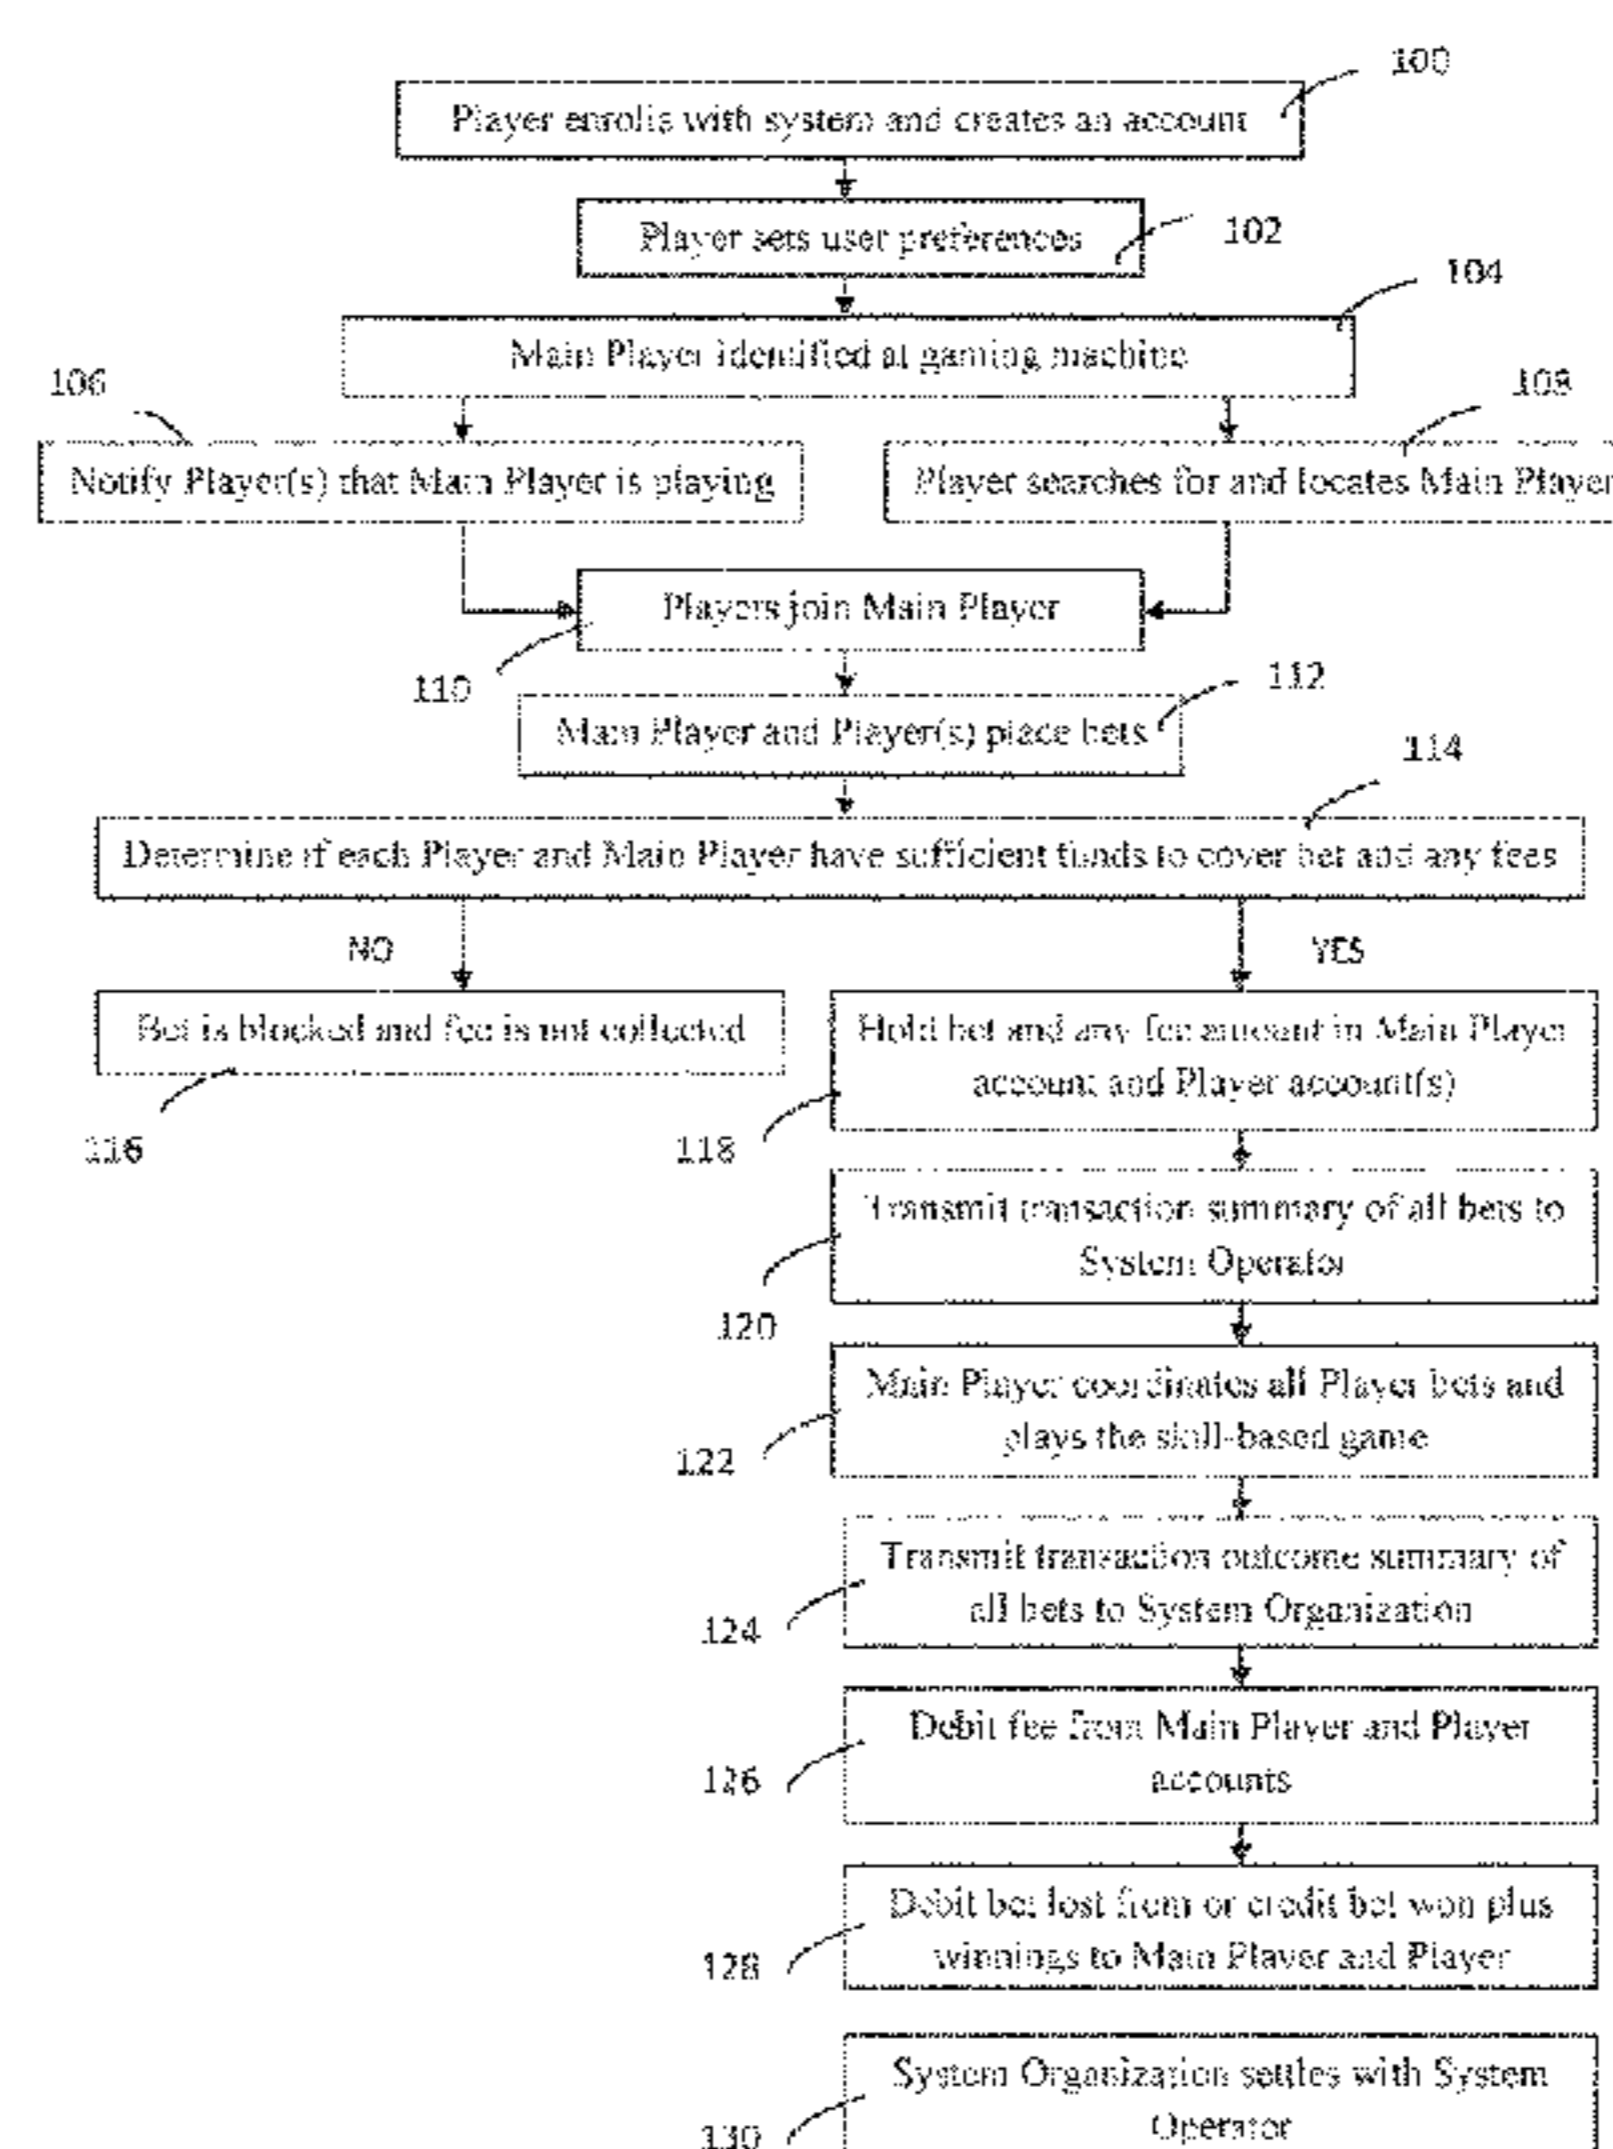 100
Player enrolls with system and creates an account
Player sets user preferences
102
104
Main Player identified at gaming machine
106
108
Notify Player(s) that Main Player is playing
Player searches for and locates Main Player
Players join Main Player
110
112
Main Player and Player(s) place bets
114
Determine if each Player and Main Player have sufficient funds to cover bet and any fees
NO
YES
Bet is blocked and fee is not collected
116
Hold bet and any fee amount in Main Player
account and Player account(s)
118
Transmit transaction summary of all bets to
System Operator
120
Main Player coordinates all Player bets and
plays the skill-based game
122
Transmit transaction outcome summary of
all bets to System Organization
124
Debit fee from Main Player and Player
accounts
126
Debit bet lost from or credit bet won plus
winnings to Main Player and Player
128
System Organization settles with System
Operator
130